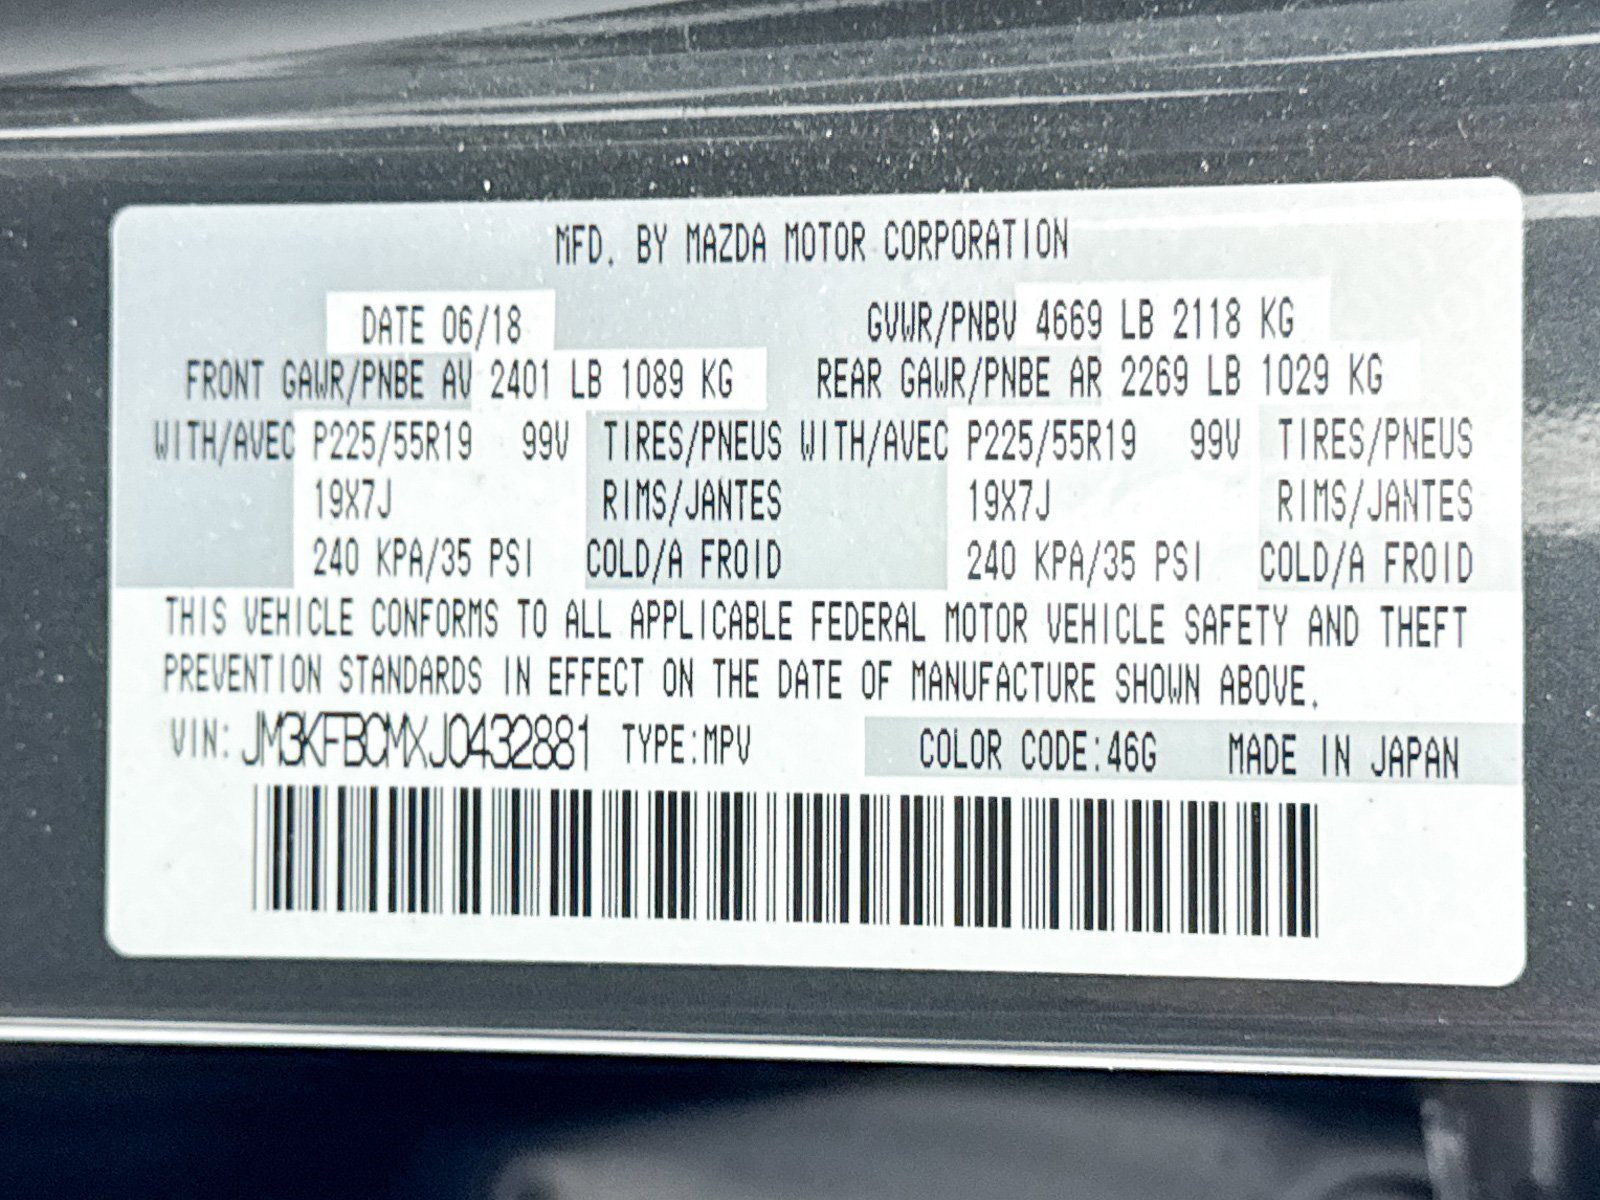 MFD. BY MAZDA MOTOR CORPORATION
DATE 06/18 GVWR/PNBV 4669 LB 2118 KG
FRONT GAWR/PNBE AV 2401 LB 1089 KG REAR GAWR/PNBE AR 2269 LB 1029 KG
WITH/AVEC P225/55R19 99V TIRES/PNEUS WITH/AVEC P225/55R19 99V TIRES/PNEUS
19X7J RIMS/JANTES 19X7J RIMS/JANTES
240 KPA/35 PSI COLD/A FROID 240 KPA/35 PSI COLD/A FROID
THIS VEHICLE CONFORMS TO ALL APPLICABLE FEDERAL MOTOR VEHICLE SAFETY AND THEFT
PREVENTION STANDARDS IN EFFECT ON THE DATE OF MANUFACTURE SHOWN ABOVE.
VIN: JM3KFBCMXJ0432881 TYPE:MPV COLOR CODE:46G MADE IN JAPAN